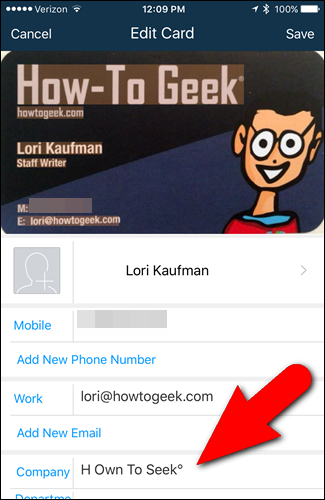 Verizon 12:09 PM 100%
Cancel Edit Card Save
How-To Geek®
howtogeek.com
Lori Kaufman
Staff Writer
M:
E: lori@howtogeek.com
Lori Kaufman
Mobile
Add New Phone Number
Work lori@howtogeek.com
Add New Email
Company H Own To Seek°